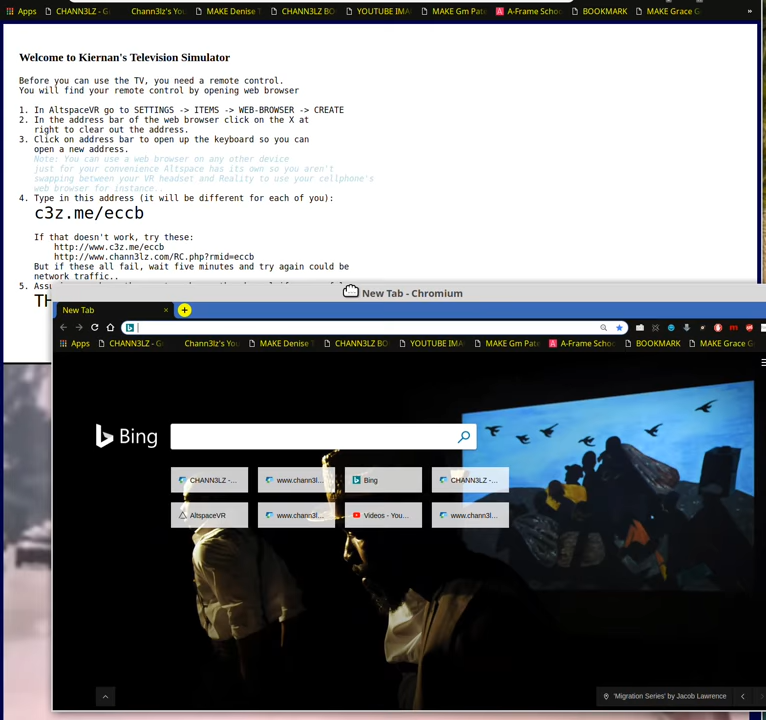 Apps CHANN3LZ - G Chann3lz's You MAKE Denise T CHANN3LZ BO YOUTUBE IMA MAKE Gm Pate A-Frame School BOOKMARK MAKE Grace G »
Welcome to Kiernan's Television Simulator
Before you can use the TV, you need a remote control.
You will find your remote control by opening web browser
1. In AltspaceVR go to SETTINGS -> ITEMS -> WEB-BROWSER -> CREATE
2. In the address bar of the web browser click on the X at
right to clear out the address.
3. Click on address bar to open up the keyboard so you can
open a new address.
Note: You can use a web browser on any other device
just for your convenience Altspace has its own so you aren't
swapping between your VR headset and Reality to use your cellphone's
web browser for instance..
4. Type in this address (it will be different for each of you):
c3z.me/eccb
If that doesn't work, try these:
http://www.c3z.me/eccb
http://www.chann3lz.com/RC.php?rmid=eccb
But if these all fail, wait five minutes and try again could be
network traffic..
5.
New Tab - Chromium
New Tab × +
Apps CHANN3LZ - G Chann3lz's You MAKE Denise T CHANN3LZ BO YOUTUBE IMA MAKE Gm Pate A-Frame Schoo BOOKMARK MAKE Grace G
Bing
CHANN3LZ -... www.chann3l... Bing CHANN3LZ -...
AltspaceVR www.chann3l... Videos - You... www.chann3l...
'Migration Series' by Jacob Lawrence